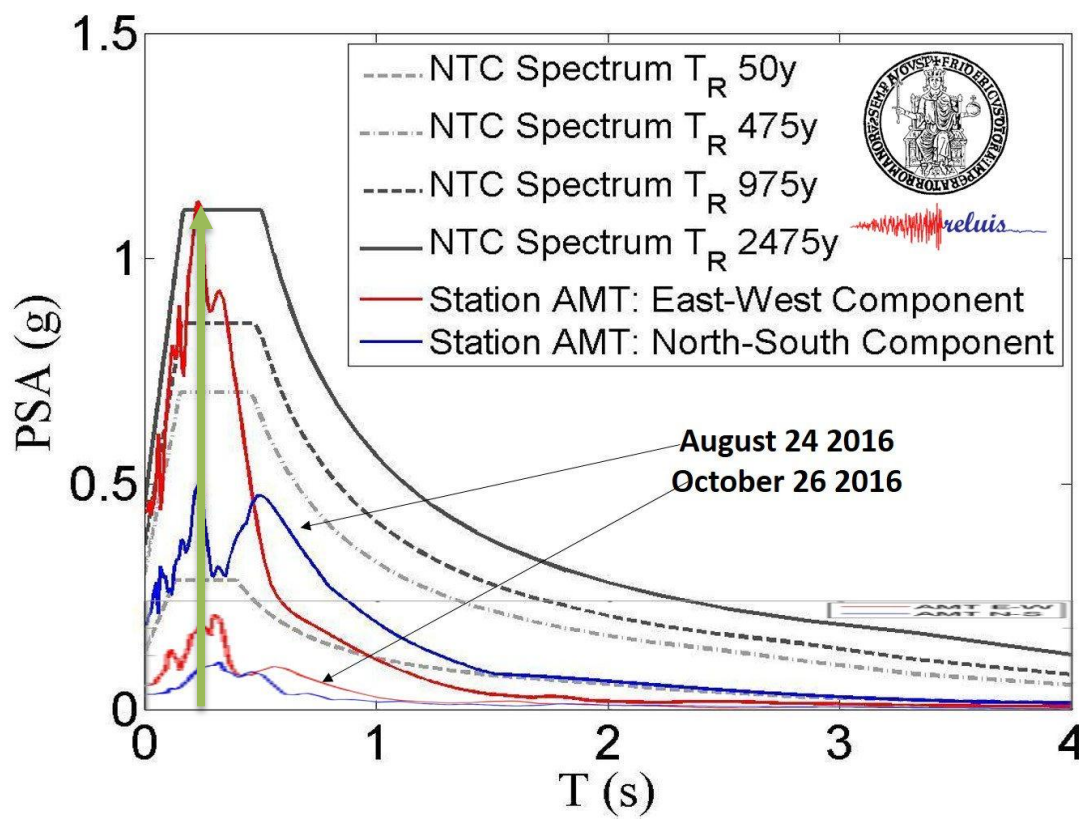 1.5
1
0.5
0
PSA (g)
NTC Spectrum T_R 50y
NTC Spectrum T_R 475y
NTC Spectrum T_R 975y
NTC Spectrum T_R 2475y
Station AMT: East-West Component
Station AMT: North-South Component
reluis
August 24 2016
October 26 2016
AMT E-W
AMT N-S
0 1 2 3 4
T (s)